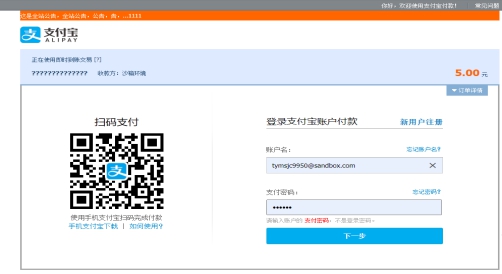 你好，欢迎使用支付宝付款！ 常见问题
这是全站公告，全站公告，公告，告，...1111
支付宝
ALIPAY
正在使用即时到账交易 [?]
?????????????? 收款方：沙箱环境
5.00 元
订单详情
扫码支付
登录支付宝账户付款 新用户注册
账户名： 忘记账户名?
tymsjc9950@sandbox.com
支付密码： 忘记密码?
••••••
请输入账户的 支付密码，不是登录密码。
下一步
使用手机支付宝扫码完成付款
手机支付宝下载 | 如何使用?